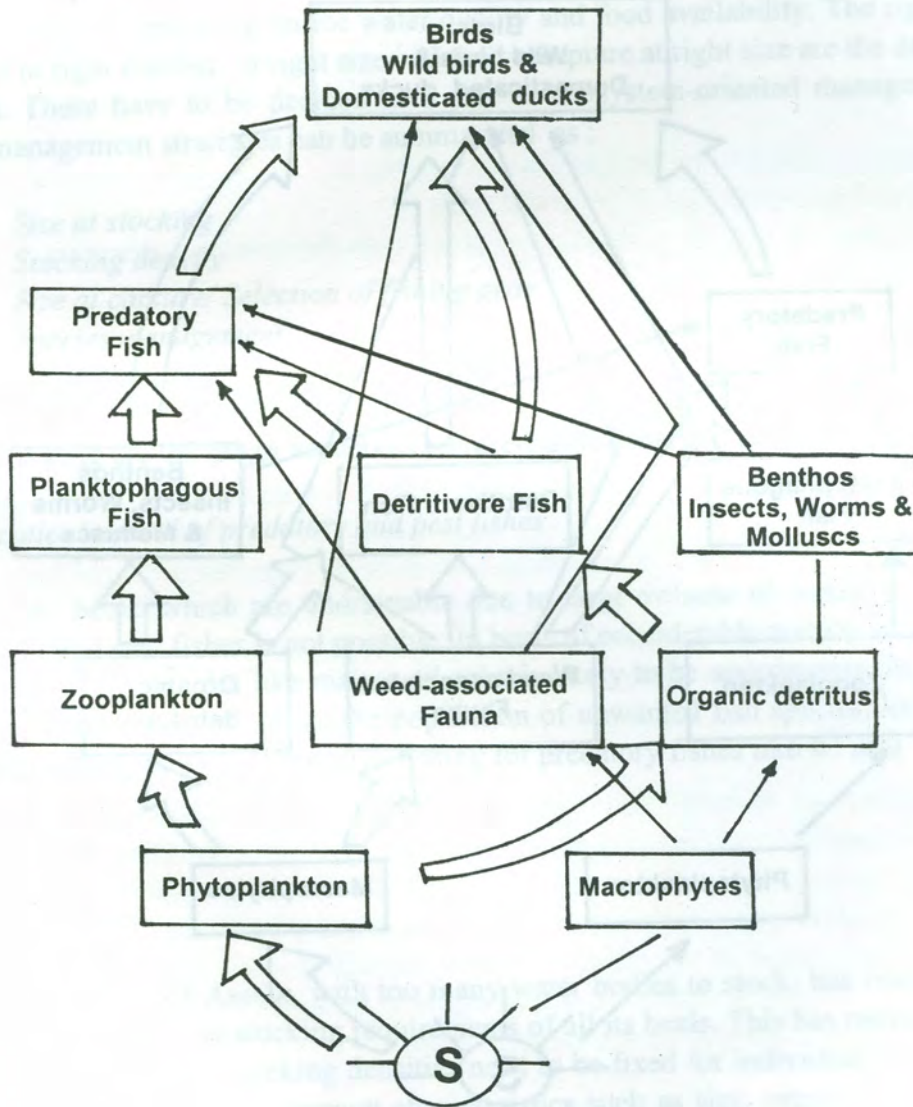 Birds
Wild birds &
Domesticated ducks
Predatory
Fish
Planktophagous
Fish
Detritivore Fish
Benthos
Insects, Worms &
Molluscs
Zooplankton
Weed-associated
Fauna
Organic detritus
Phytoplankton
Macrophytes
S